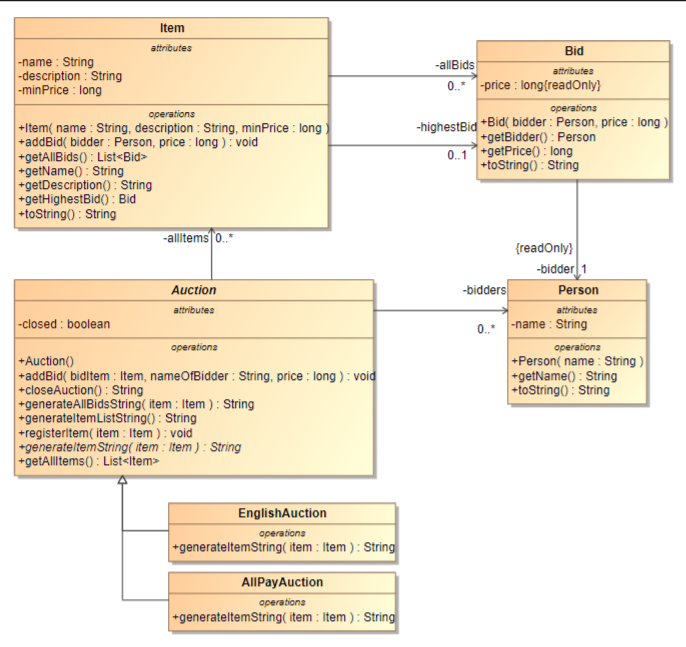 Item
attributes
-name : String
-description : String
-minPrice : long
operations
+Item( name : String, description : String, minPrice : long )
+addBid( bidder : Person, price : long ) : void
+getAllBids() : List<Bid>
+getName() : String
+getDescription() : String
+getHighestBid() : Bid
+toString() : String
-allBids
0..*
-highestBid
0..1
Bid
attributes
-price : long{readOnly}
operations
+Bid( bidder : Person, price : long )
+getBidder() : Person
+getPrice() : long
+toString() : String
-allItems 0..*
{readOnly}
-bidder 1
Auction
attributes
-closed : boolean
operations
+Auction()
+addBid( bidItem : Item, nameOfBidder : String, price : long ) : void
+closeAuction() : String
+generateAllBidsString( item : Item ) : String
+generateItemListString() : String
+registerItem( item : Item ) : void
+generateItemString( item : Item ) : String
+getAllItems() : List<Item>
-bidders
0..*
Person
attributes
-name : String
operations
+Person( name : String )
+getName() : String
+toString() : String
EnglishAuction
operations
+generateItemString( item : Item ) : String
AllPayAuction
operations
+generateItemString( item : Item ) : String